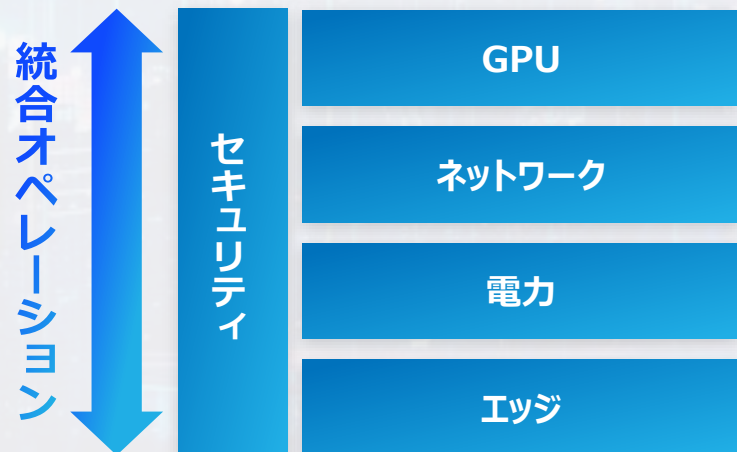 統合オペレーション
セキュリティ
GPU
ネットワーク
電力
エッジ